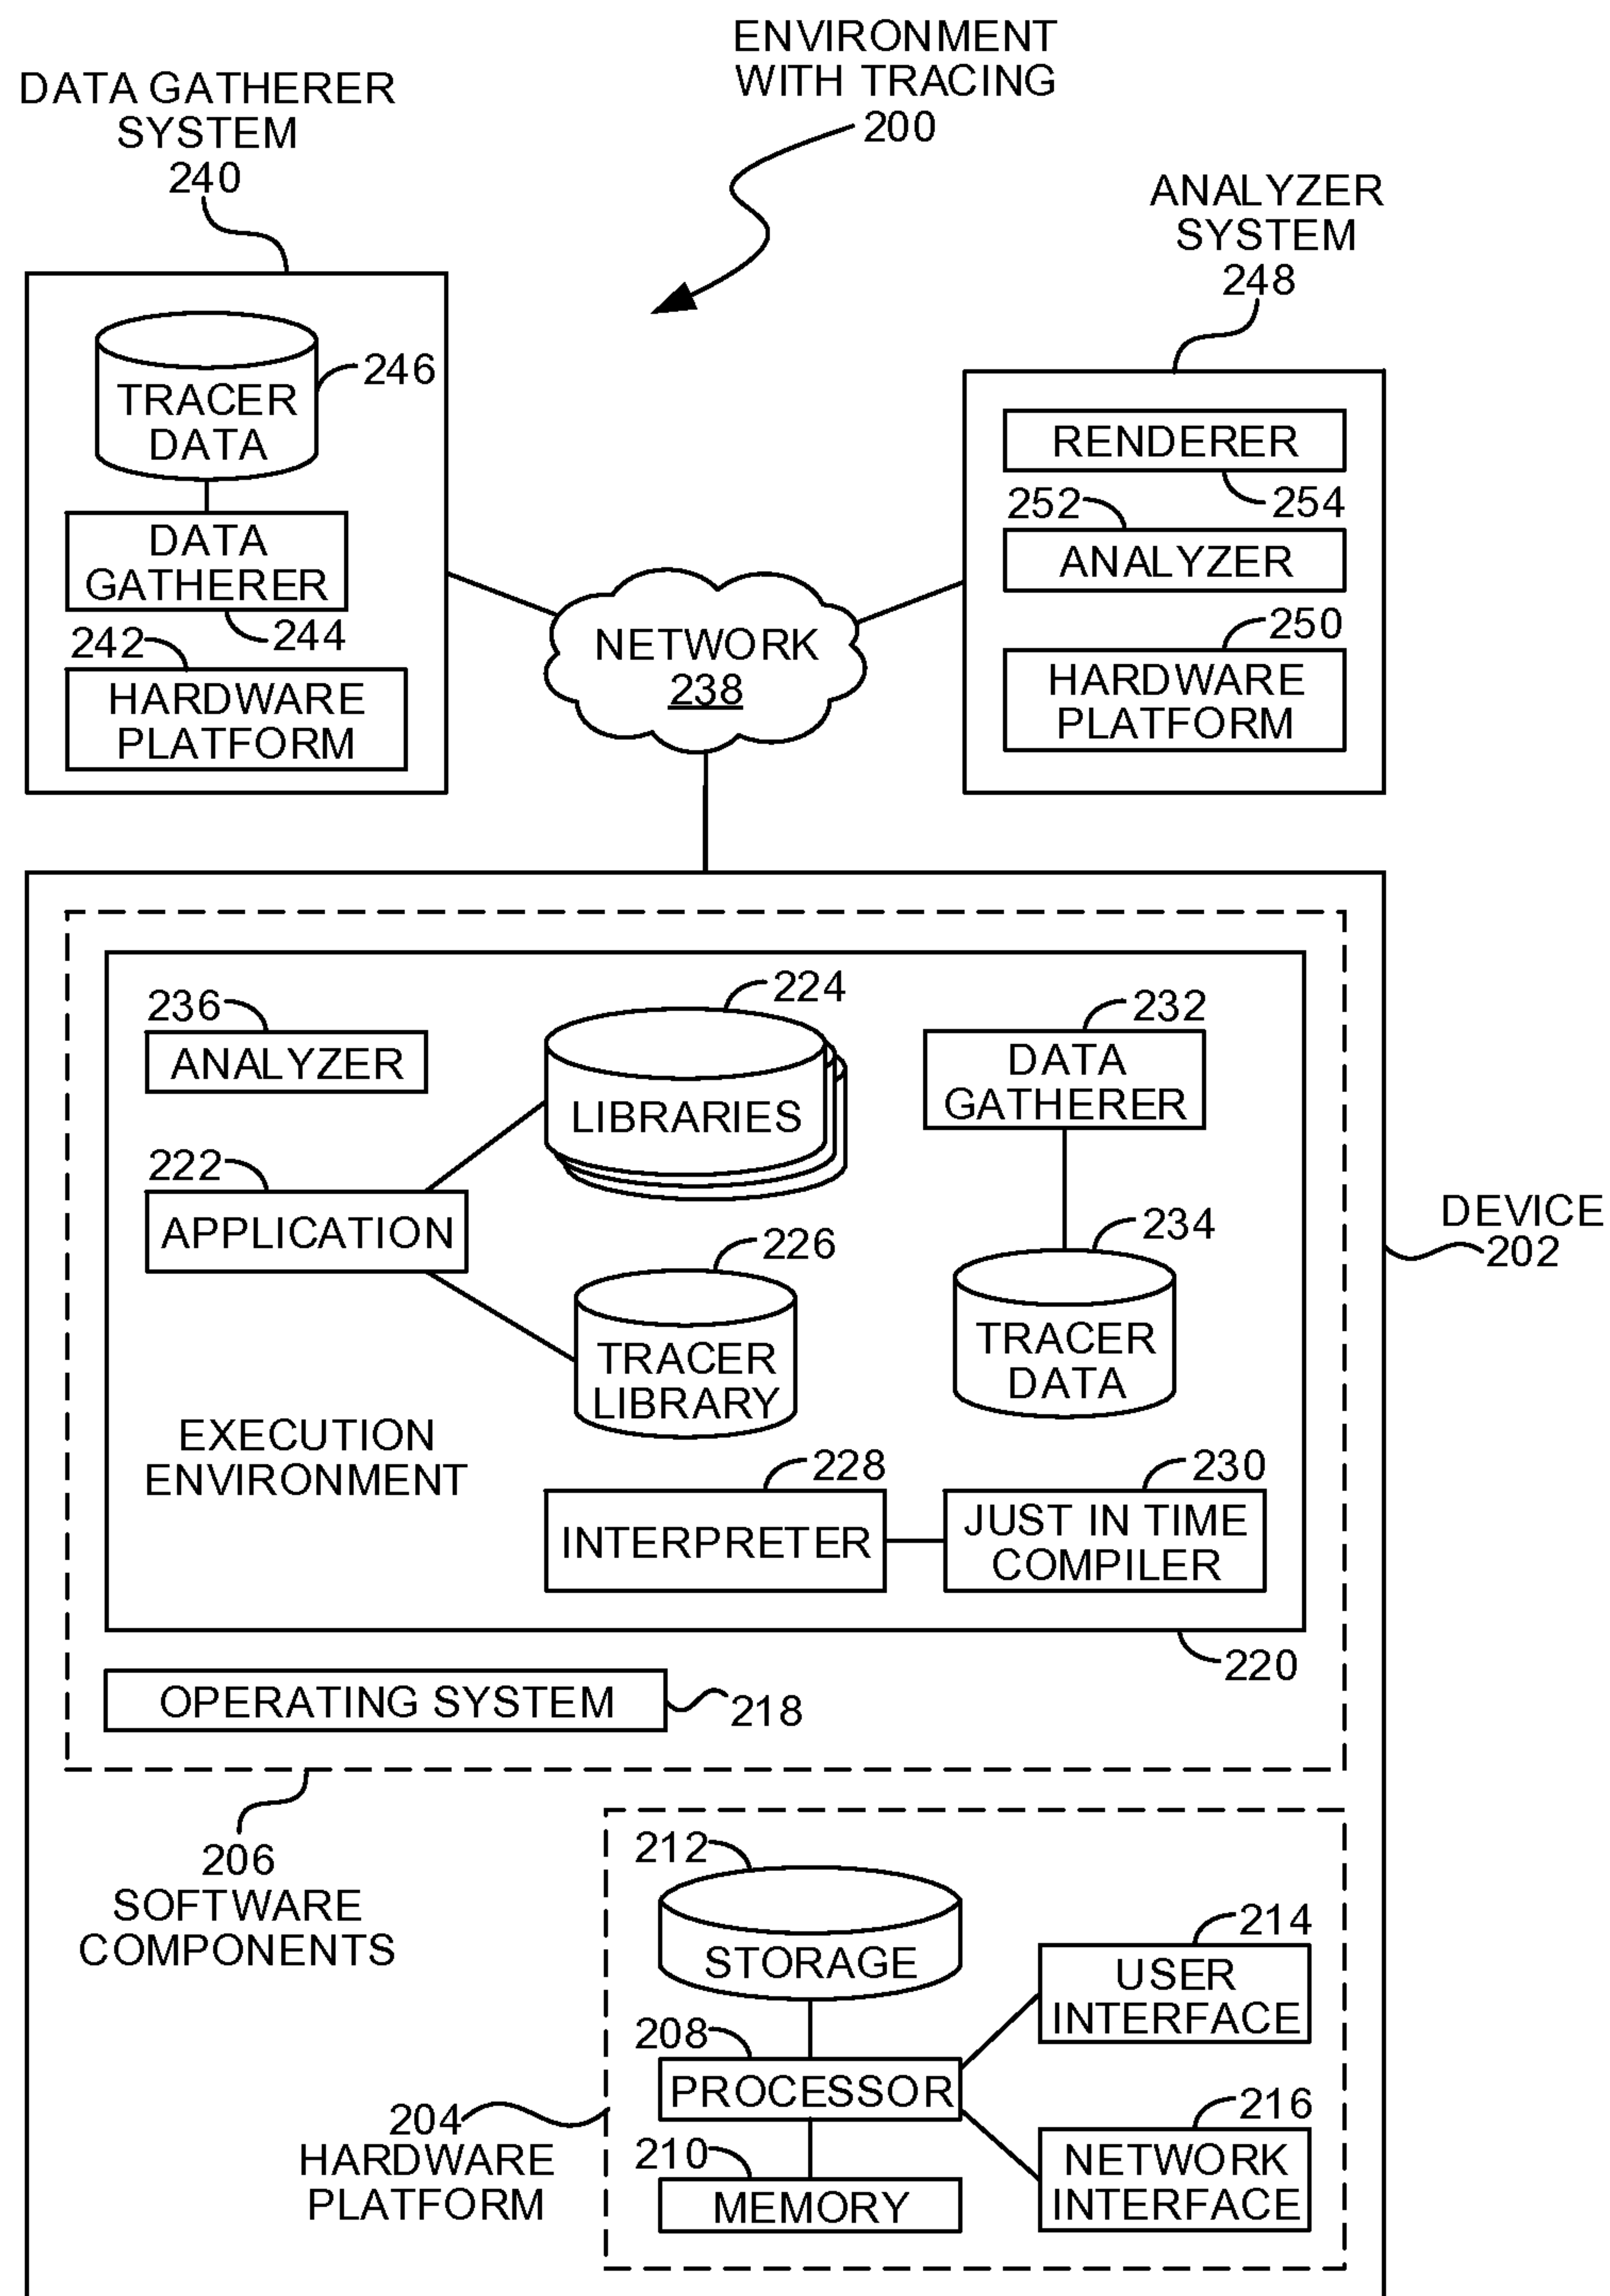 ENVIRONMENT
WITH TRACING
200
DATA GATHERER
SYSTEM
240
ANALYZER
SYSTEM
248
TRACER
DATA
246
DATA
GATHERER
244
242
HARDWARE
PLATFORM
NETWORK
238
RENDERER
254
252
ANALYZER
250
HARDWARE
PLATFORM
236
ANALYZER
224
LIBRARIES
232
DATA
GATHERER
222
APPLICATION
226
TRACER
LIBRARY
234
TRACER
DATA
DEVICE
202
EXECUTION
ENVIRONMENT
228
INTERPRETER
230
JUST IN TIME
COMPILER
220
OPERATING SYSTEM
218
206
SOFTWARE
COMPONENTS
212
STORAGE
214
USER
INTERFACE
208
PROCESSOR
204
HARDWARE
PLATFORM
210
MEMORY
216
NETWORK
INTERFACE